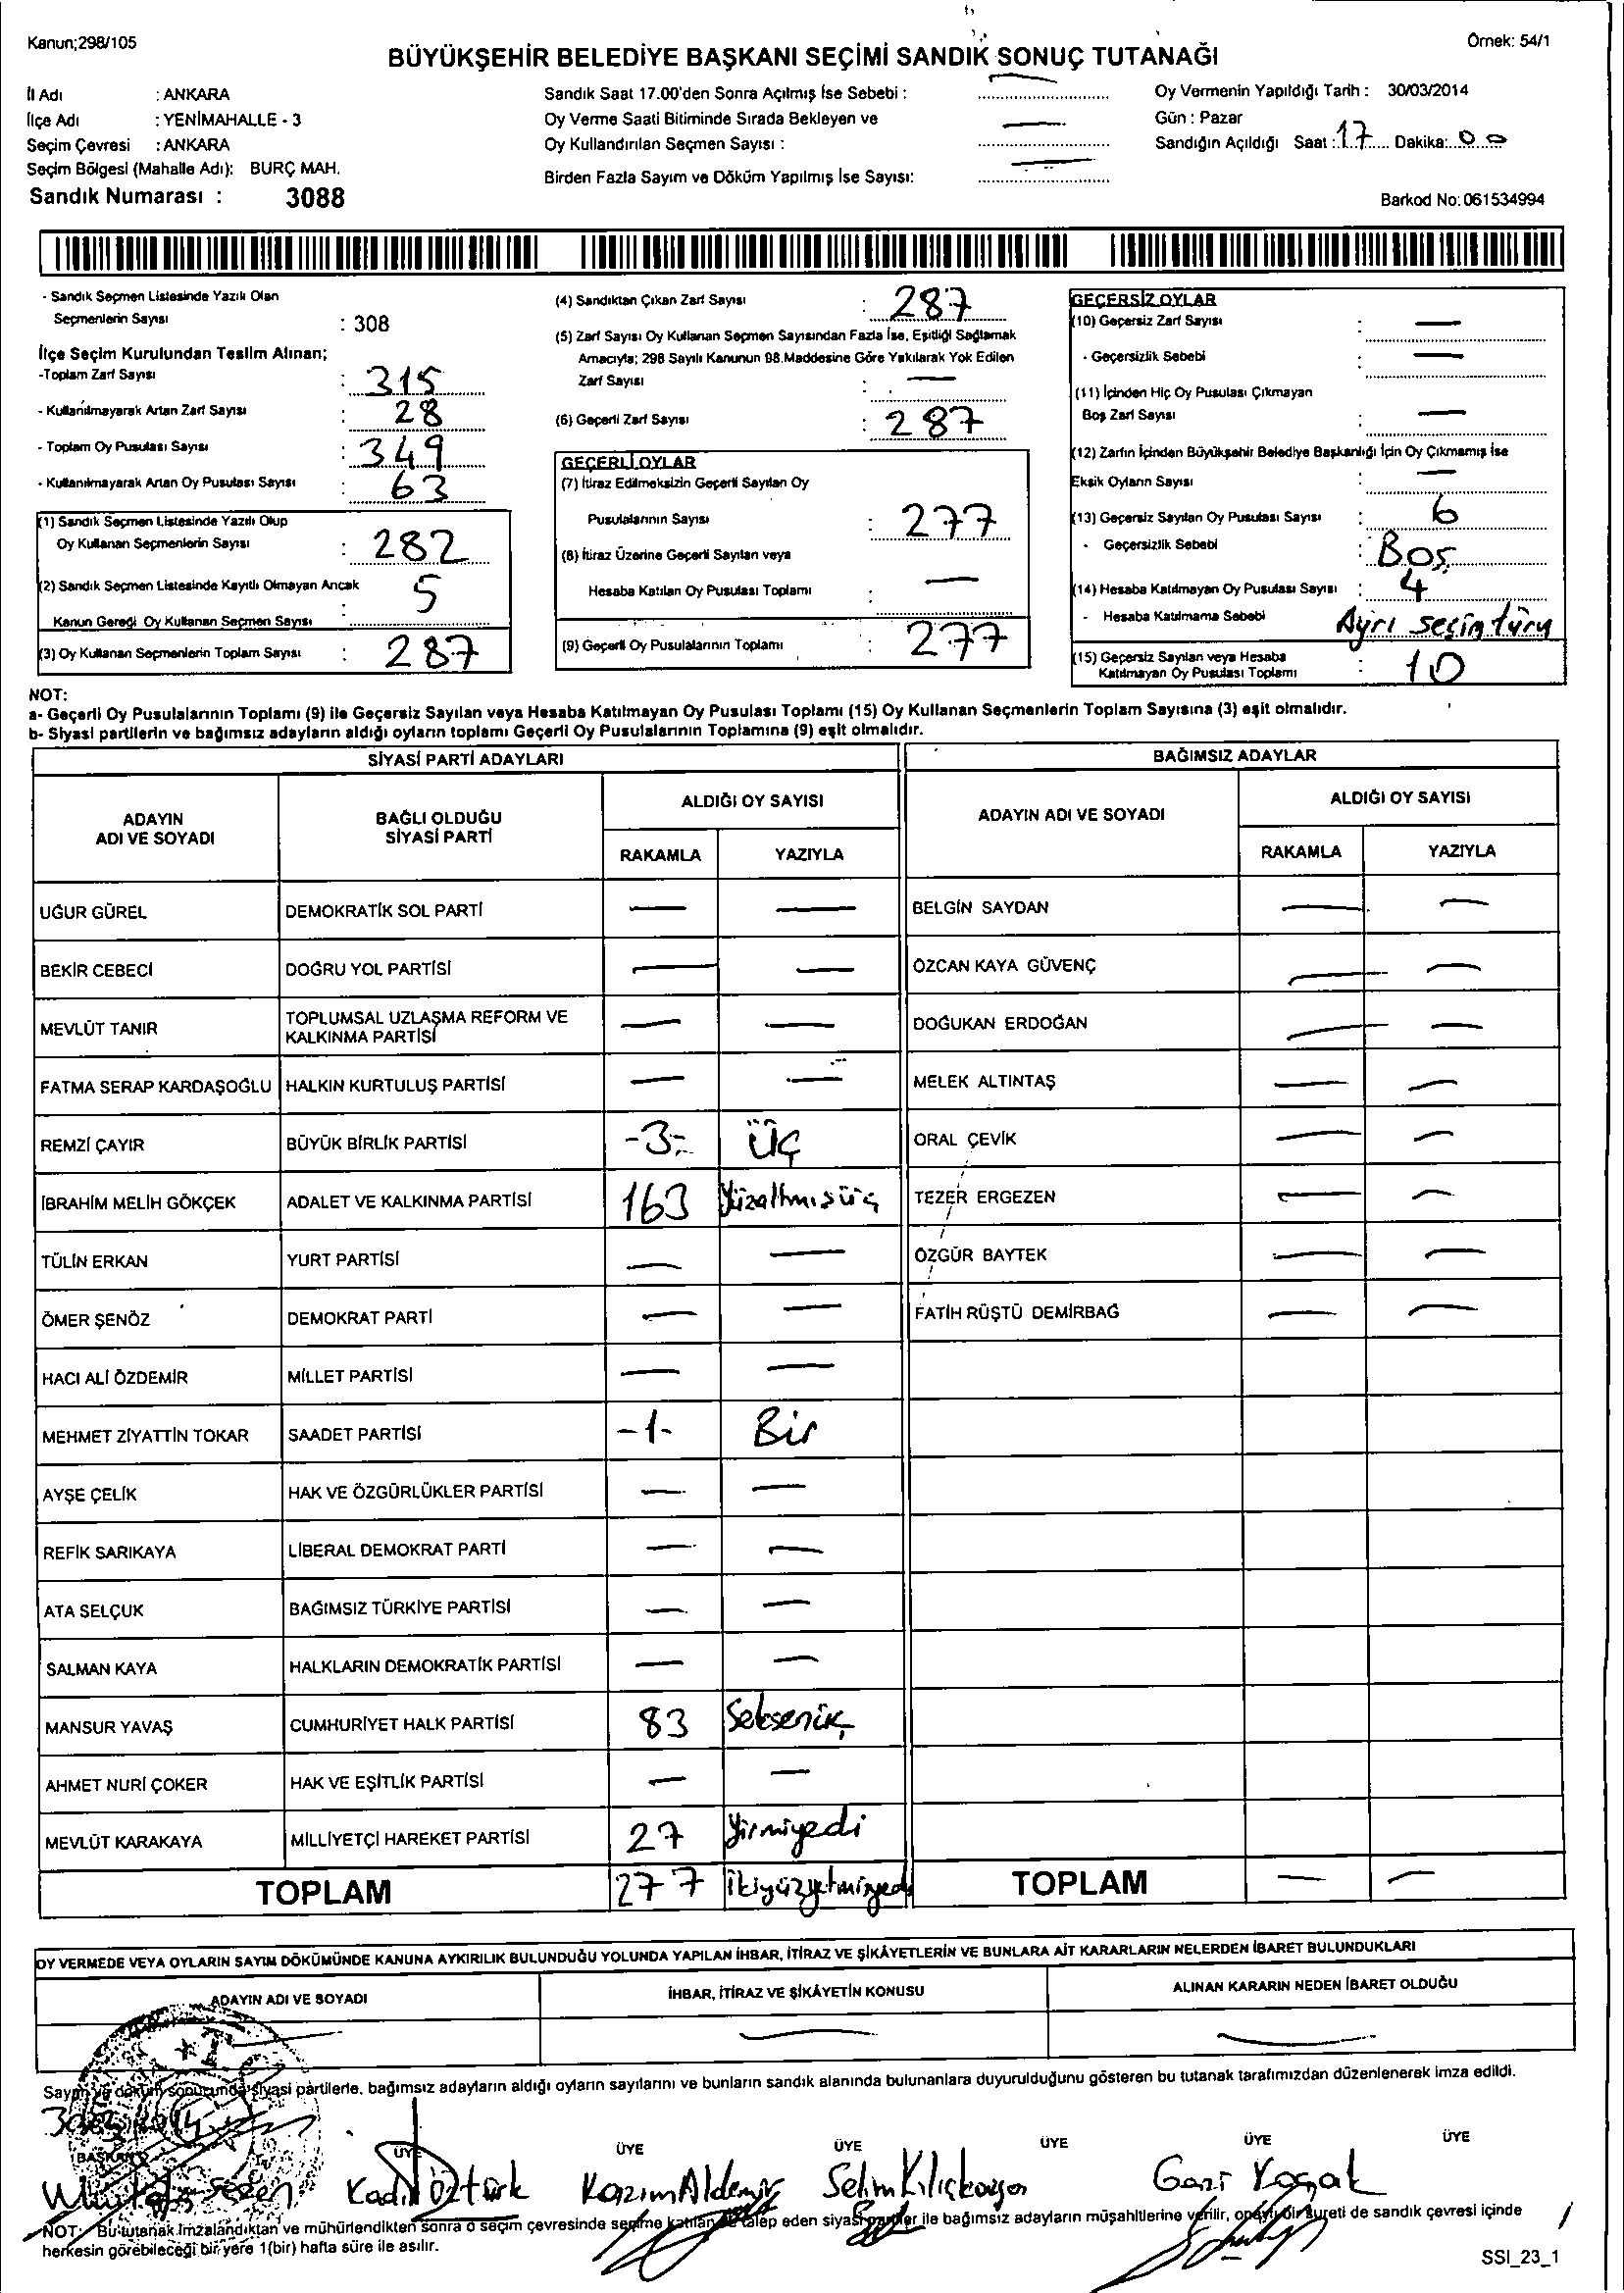 Kanun;298/105
Örnek: 54/1
BÜYÜKŞEHİR BELEDİYE BAŞKANI SEÇİMİ SANDIK SONUÇ TUTANAĞI
İl Adı : ANKARA
İlçe Adı : YENİMAHALLE - 3
Seçim Çevresi : ANKARA
Seçim Bölgesi (Mahalle Adı): BURÇ MAH.
Sandık Numarası : 3088
Sandık Saat 17.00'den Sonra Açılmış İse Sebebi :
Oy Verme Saati Bitiminde Sırada Bekleyen ve
Oy Kullandırılan Seçmen Sayısı :
Birden Fazla Sayım ve Döküm Yapılmış İse Sayısı:
Oy Vermenin Yapıldığı Tarih : 30/03/2014
Gün : Pazar
Sandığın Açıldığı Saat : 17 Dakika: 00
Barkod No: 061534994
- Sandık Seçmen Listesinde Yazılı Olan
Seçmenlerin Sayısı : 308
İlçe Seçim Kurulundan Teslim Alınan;
-Toplam Zarf Sayısı : 315
- Kullanılmayarak Artan Zarf Sayısı : 28
- Toplam Oy Pusulası Sayısı : 349
- Kullanılmayarak Artan Oy Pusulası Sayısı : 63
(1) Sandık Seçmen Listesinde Yazılı Olup
Oy Kullanan Seçmenlerin Sayısı : 282
(2) Sandık Seçmen Listesinde Kayıtlı Olmayan Ancak
Kanun Gereği Oy Kullanan Seçmen Sayısı : 5
(3) Oy Kullanan Seçmenlerin Toplam Sayısı : 287
(4) Sandıktan Çıkan Zarf Sayısı : 287
(5) Zarf Sayısı Oy Kullanan Seçmen Sayısından Fazla İse, Eşitliği Sağlamak
Amacıyla; 298 Sayılı Kanunun 98.Maddesine Göre Yakılarak Yok Edilen
Zarf Sayısı : —
(6) Geçerli Zarf Sayısı : 287
GEÇERLİ OYLAR
(7) İtiraz Edilmeksizin Geçerli Sayılan Oy
Pusulalarının Sayısı : 277
(8) İtiraz Üzerine Geçerli Sayılan veya
Hesaba Katılan Oy Pusulası Toplamı : —
(9) Geçerli Oy Pusulalarının Toplamı : 277
GEÇERSİZ OYLAR
(10) Geçersiz Zarf Sayısı : —
- Geçersizlik Sebebi : —
(11) İçinden Hiç Oy Pusulası Çıkmayan
Boş Zarf Sayısı : —
(12) Zarfın İçinden Büyükşehir Belediye Başkanlığı İçin Oy Çıkmamış İse
Eksik Oyların Sayısı : —
(13) Geçersiz Sayılan Oy Pusulası Sayısı : 6
- Geçersizlik Sebebi : Boş
(14) Hesaba Katılmayan Oy Pusulası Sayısı : 4
- Hesaba Katılmama Sebebi Ayrı seçim türü
(15) Geçersiz Sayılan veya Hesaba
Katılmayan Oy Pusulası Toplamı : 10
NOT:
a- Geçerli Oy Pusulalarının Toplamı (9) ile Geçersiz Sayılan veya Hesaba Katılmayan Oy Pusulası Toplamı (15) Oy Kullanan Seçmenlerin Toplam Sayısına (3) eşit olmalıdır.
b- Siyasi partilerin ve bağımsız adayların aldığı oyların toplamı Geçerli Oy Pusulalarının Toplamına (9) eşit olmalıdır.
SİYASİ PARTİ ADAYLARI
ADAYIN ADI VE SOYADI BAĞLI OLDUĞU SİYASİ PARTİ ALDIĞI OY SAYISI
RAKAMLA YAZIYLA
UĞUR GÜREL DEMOKRATİK SOL PARTİ — —
BEKİR CEBECİ DOĞRU YOL PARTİSİ — —
MEVLÜT TANIR TOPLUMSAL UZLAŞMA REFORM VE KALKINMA PARTİSİ — —
FATMA SERAP KARDAŞOĞLU HALKIN KURTULUŞ PARTİSİ — —
REMZİ ÇAYIR BÜYÜK BİRLİK PARTİSİ -3- ÜÇ
İBRAHİM MELİH GÖKÇEK ADALET VE KALKINMA PARTİSİ 163 Yüzaltmışüç
TÜLİN ERKAN YURT PARTİSİ — —
ÖMER ŞENÖZ DEMOKRAT PARTİ — —
HACI ALİ ÖZDEMİR MİLLET PARTİSİ — —
MEHMET ZİYATTİN TOKAR SAADET PARTİSİ -1- Bir
AYŞE ÇELİK HAK VE ÖZGÜRLÜKLER PARTİSİ — —
REFİK SARIKAYA LİBERAL DEMOKRAT PARTİ — —
ATA SELÇUK BAĞIMSIZ TÜRKİYE PARTİSİ — —
SALMAN KAYA HALKLARIN DEMOKRATİK PARTİSİ — —
MANSUR YAVAŞ CUMHURİYET HALK PARTİSİ 83 Seksenüç
AHMET NURİ ÇOKER HAK VE EŞİTLİK PARTİSİ — —
MEVLÜT KARAKAYA MİLLİYETÇİ HAREKET PARTİSİ 27 Yirmiyedi
TOPLAM 277 İkiyüzyetmişyedi
BAĞIMSIZ ADAYLAR
ADAYIN ADI VE SOYADI ALDIĞI OY SAYISI
RAKAMLA YAZIYLA
BELGİN SAYDAN — —
ÖZCAN KAYA GÜVENÇ — —
DOĞUKAN ERDOĞAN — —
MELEK ALTINTAŞ — —
ORAL ÇEVİK — —
TEZER ERGEZEN — —
ÖZGÜR BAYTEK — —
FATİH RÜŞTÜ DEMİRBAĞ — —
TOPLAM — —
OY VERMEDE VEYA OYLARIN SAYIM DÖKÜMÜNDE KANUNA AYKIRILIK BULUNDUĞU YOLUNDA YAPILAN İHBAR, İTİRAZ VE ŞİKÂYETLERİN VE BUNLARA AİT KARARLARIN NELERDEN İBARET BULUNDUKLARI
ADAYIN ADI VE SOYADI İHBAR, İTİRAZ VE ŞİKÂYETİN KONUSU ALINAN KARARIN NEDEN İBARET OLDUĞU
Sayım ve döküm sonucunda siyasi partilerle, bağımsız adayların aldığı oyların sayılarını ve bunların sandık alanında bulunanlara duyurulduğunu gösteren bu tutanak tarafımızdan düzenlenerek imza edildi.
30.03.2014
BAŞKAN ÜYE ÜYE ÜYE ÜYE ÜYE ÜYE
Mustafa Kadir Öztürk Kazım Aldemir Selim Gazi Koçak
NOT: Bu tutanak imzalandıktan ve mühürlendikten sonra o seçim çevresinde seçime katılan talep eden siyasi partiler ile bağımsız adayların müşahitlerine verilir, onaylı bir sureti de sandık çevresi içinde
herkesin görebileceği bir yere 1(bir) hafta süre ile asılır.
SSI_23_1